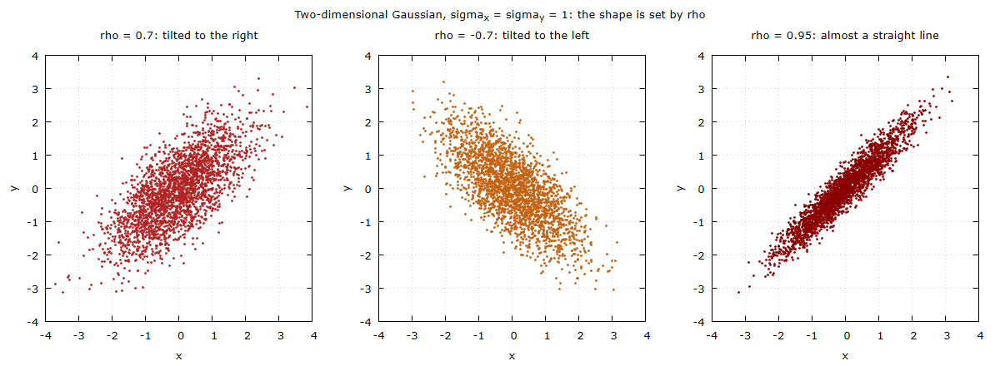 Two-dimensional Gaussian, sigmax = sigmay = 1: the shape is set by rho
rho = 0.7: tilted to the right
rho = -0.7: tilted to the left
rho = 0.95: almost a straight line
4
3
2
1
0
-1
-2
-3
-4
y
-4 -3 -2 -1 0 1 2 3 4
x
4
3
2
1
0
-1
-2
-3
-4
y
-4 -3 -2 -1 0 1 2 3 4
x
4
3
2
1
0
-1
-2
-3
-4
y
-4 -3 -2 -1 0 1 2 3 4
x